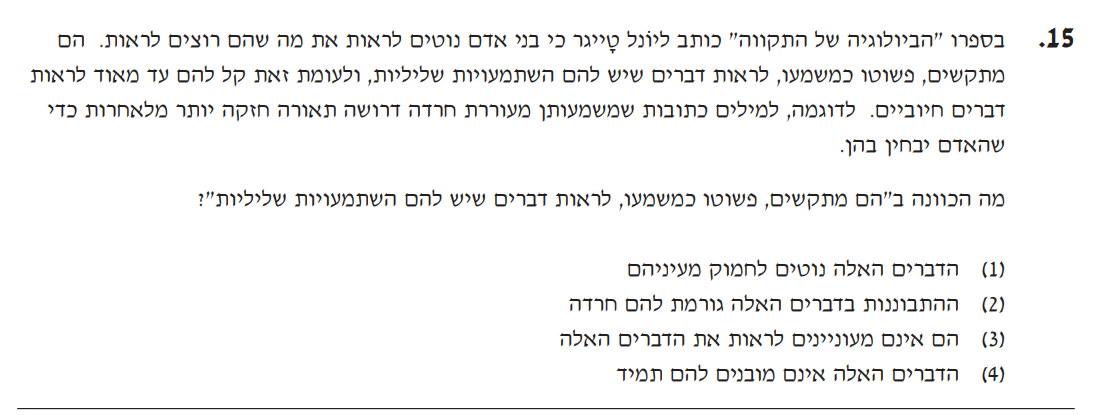 15. בספרו "הביולוגיה של התקווה" כותב ליוֹנל טָייגר כי בני אדם נוטים לראות את מה שהם רוצים לראות. הם
מתקשים, פשוטו כמשמעו, לראות דברים שיש להם השתמעויות שליליות, ולעומת זאת קל להם עד מאוד לראות
דברים חיוביים. לדוגמה, למילים כתובות שמשמעותן מעוררת חרדה דרושה תאורה חזקה יותר מלאחרות כדי
שהאדם יבחין בהן.
מה הכוונה ב"הם מתקשים, פשוטו כמשמעו, לראות דברים שיש להם השתמעויות שליליות"?
(1) הדברים האלה נוטים לחמוק מעיניהם
(2) ההתבוננות בדברים האלה גורמת להם חרדה
(3) הם אינם מעוניינים לראות את הדברים האלה
(4) הדברים האלה אינם מובנים להם תמיד